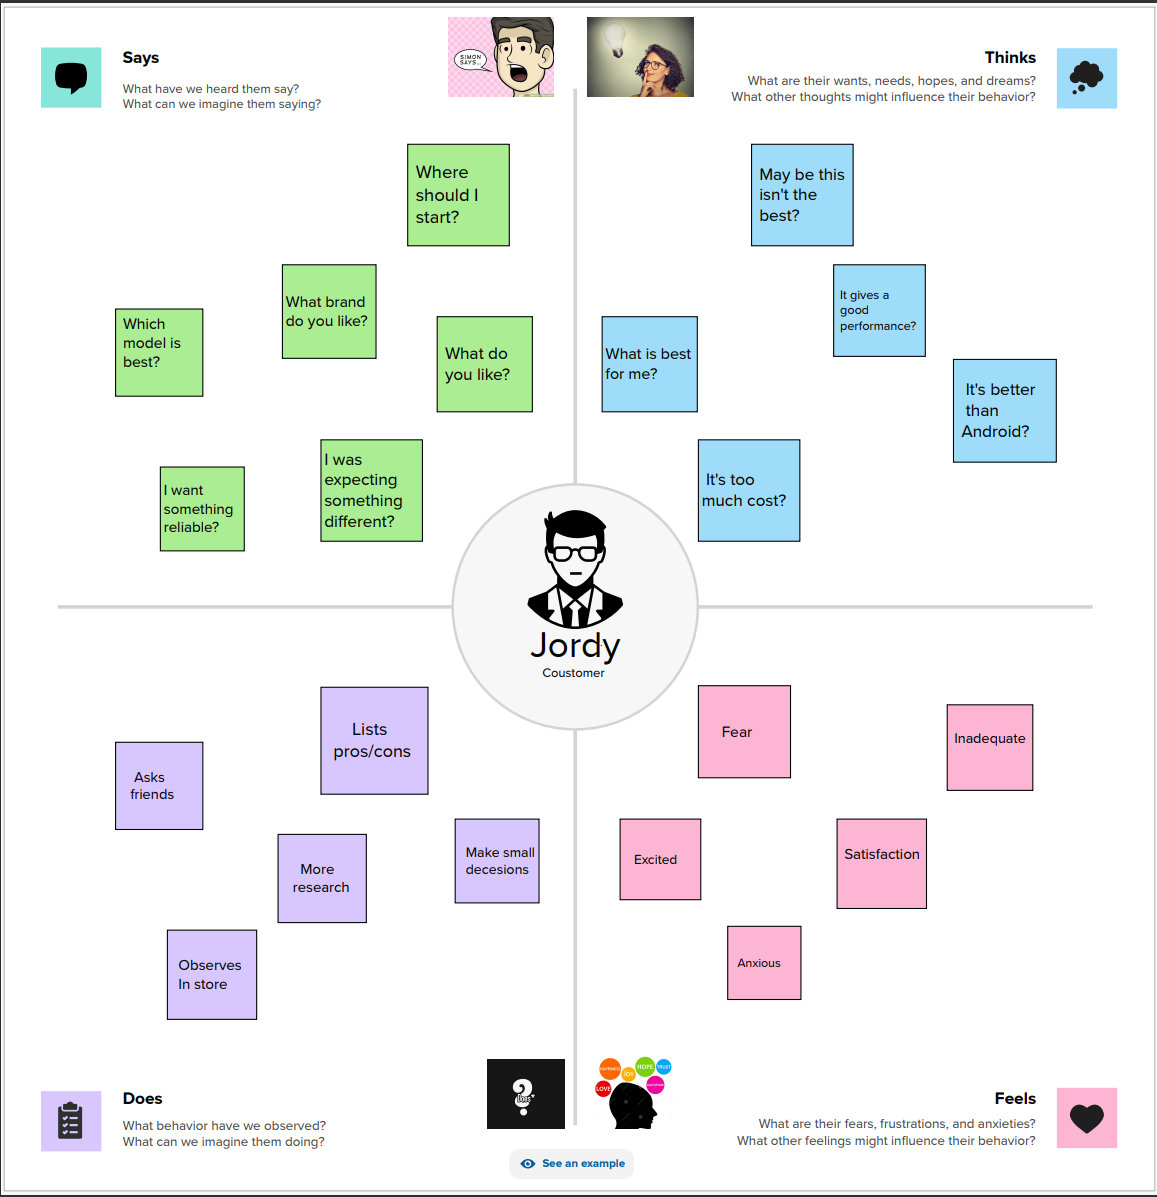 Says
What have we heard them say?
What can we imagine them saying?
SIMON
SAYS...
Thinks
What are their wants, needs, hopes, and dreams?
What other thoughts might influence their behavior?
Where
should I
start?
What brand
do you like?
Which
model is
best?
What do
you like?
I want
something
reliable?
I was
expecting
something
different?
May be this
isn't the
best?
It gives a
good
performance?
What is best
for me?
It's better
than
Android?
It's too
much cost?
Jordy
Coustomer
Lists
pros/cons
Asks
friends
More
research
Make small
decesions
Observes
In store
Fear
Inadequate
Excited
Satisfaction
Anxious
Does
What behavior have we observed?
What can we imagine them doing?
HAPPINESS
JOY
HOPE
TRUST
LOVE
Feels
What are their fears, frustrations, and anxieties?
What other feelings might influence their behavior?
See an example